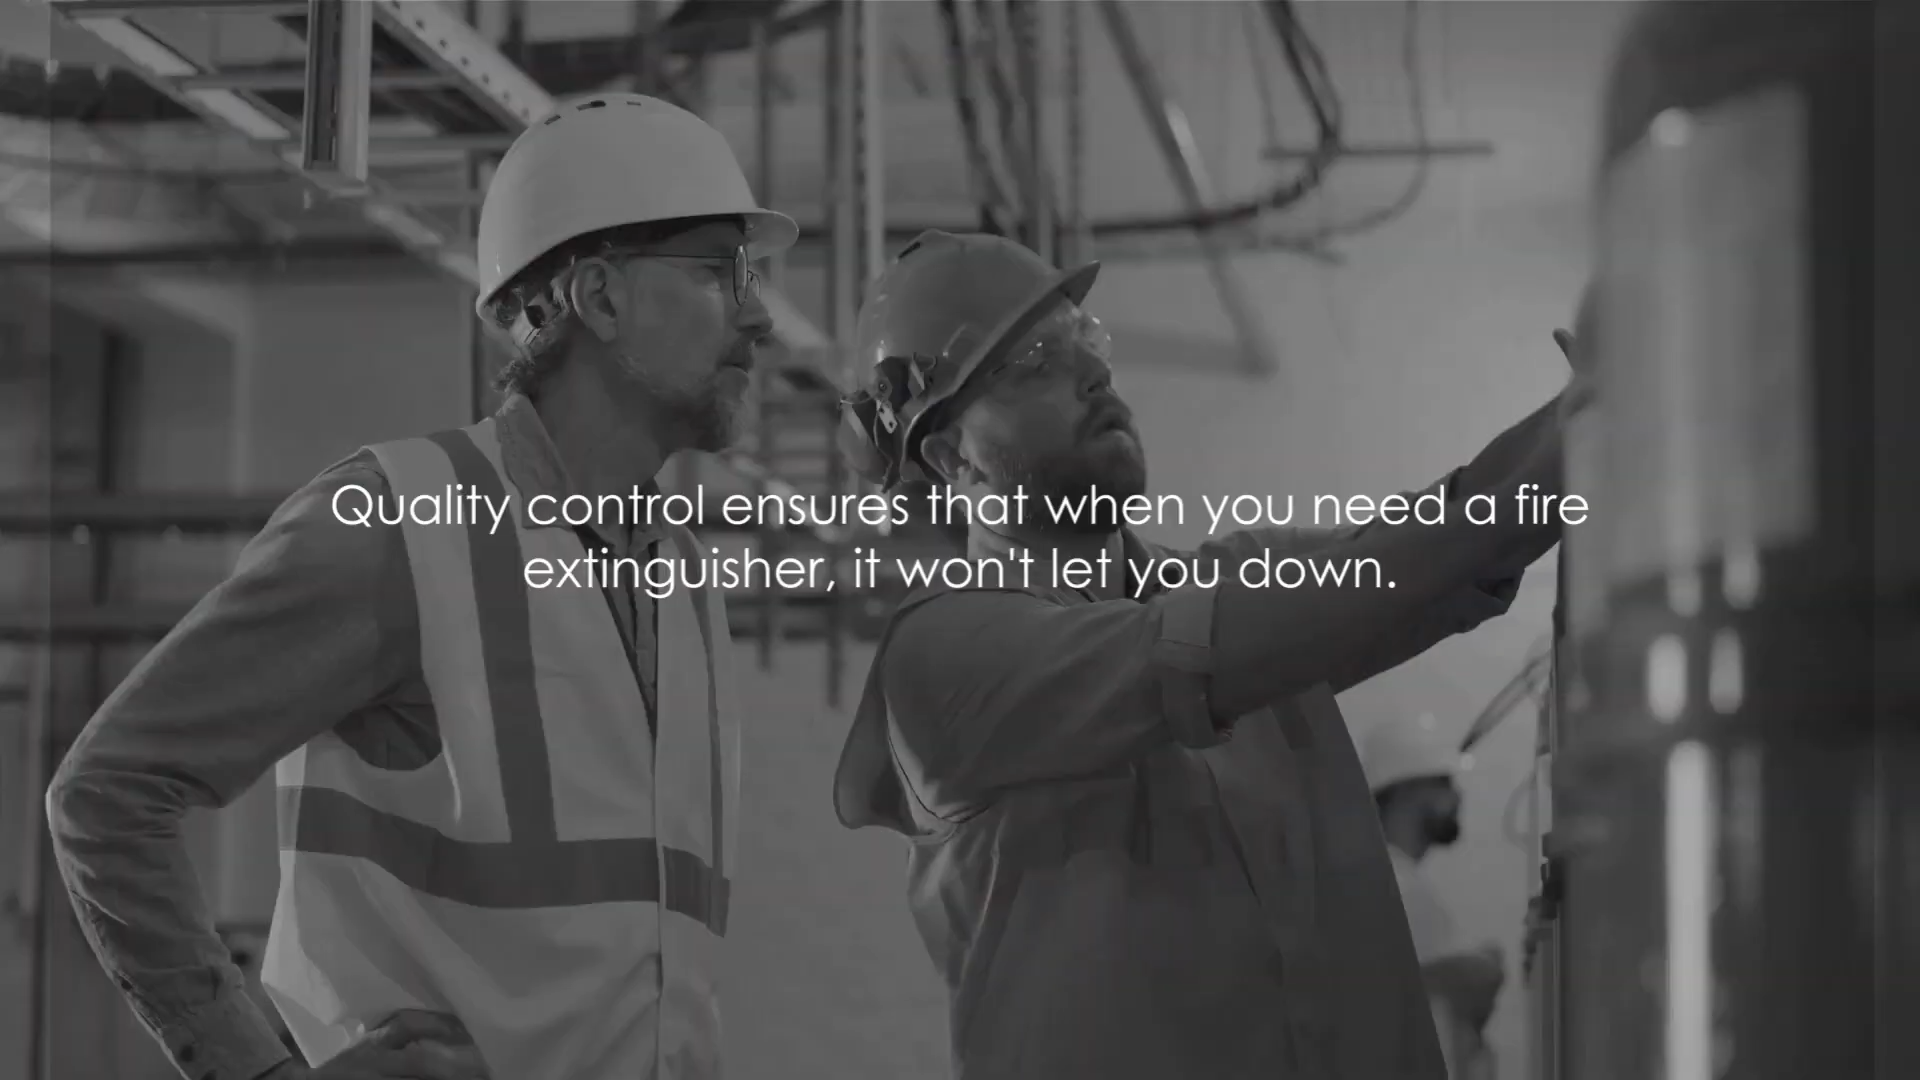 Quality control ensures that when you need a fire
extinguisher, it won't let you down.